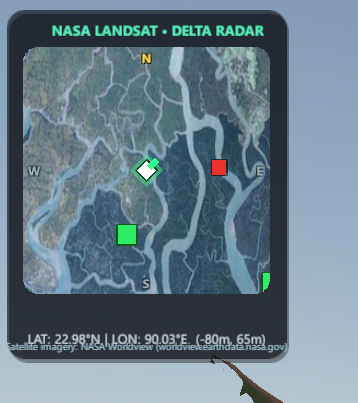 NASA LANDSAT • DELTA RADAR
N
W
E
S
LAT: 22.98°N | LON: 90.03°E (-80m, 65m)
Satellite imagery: NASA Worldview (worldview.earthdata.nasa.gov)